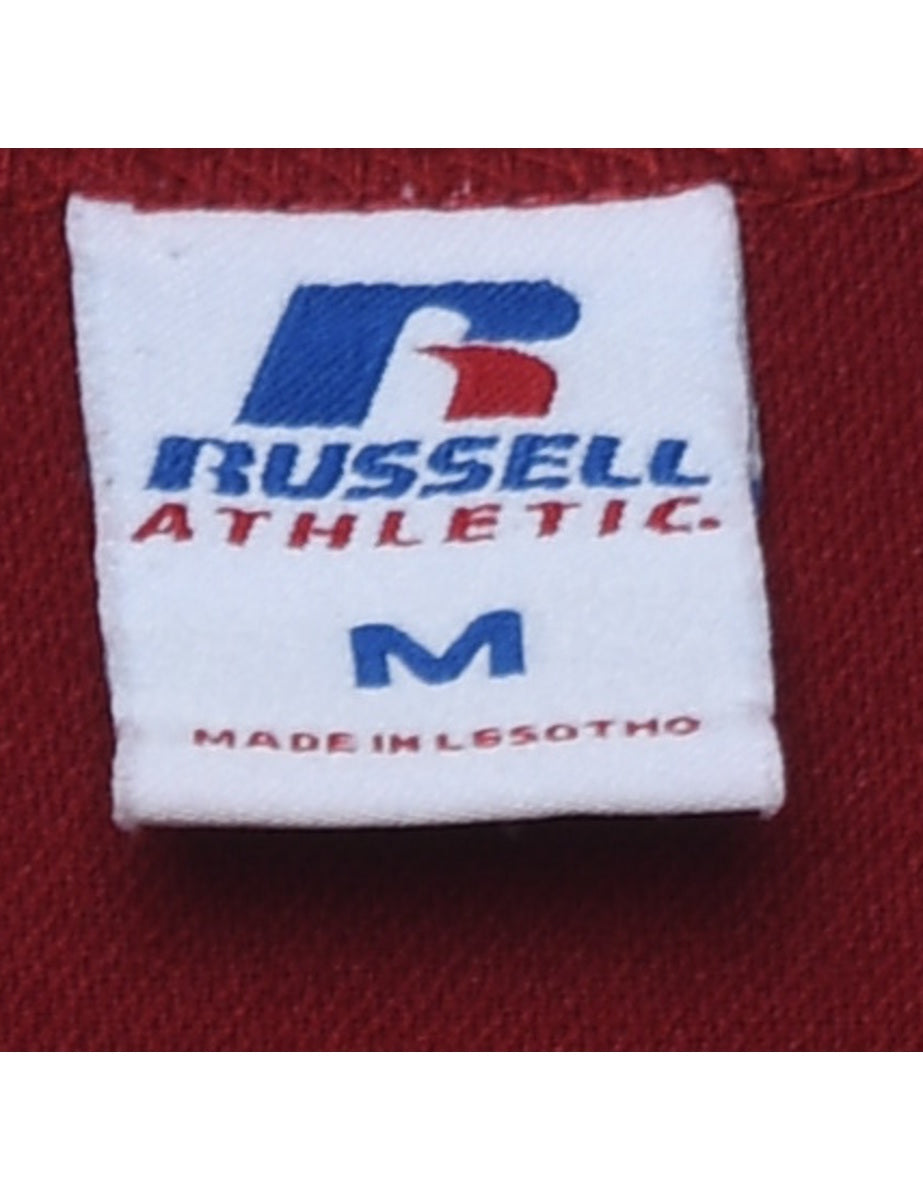 RUSSELL
ATHLETIC.
M
MADE IN LESOTHO